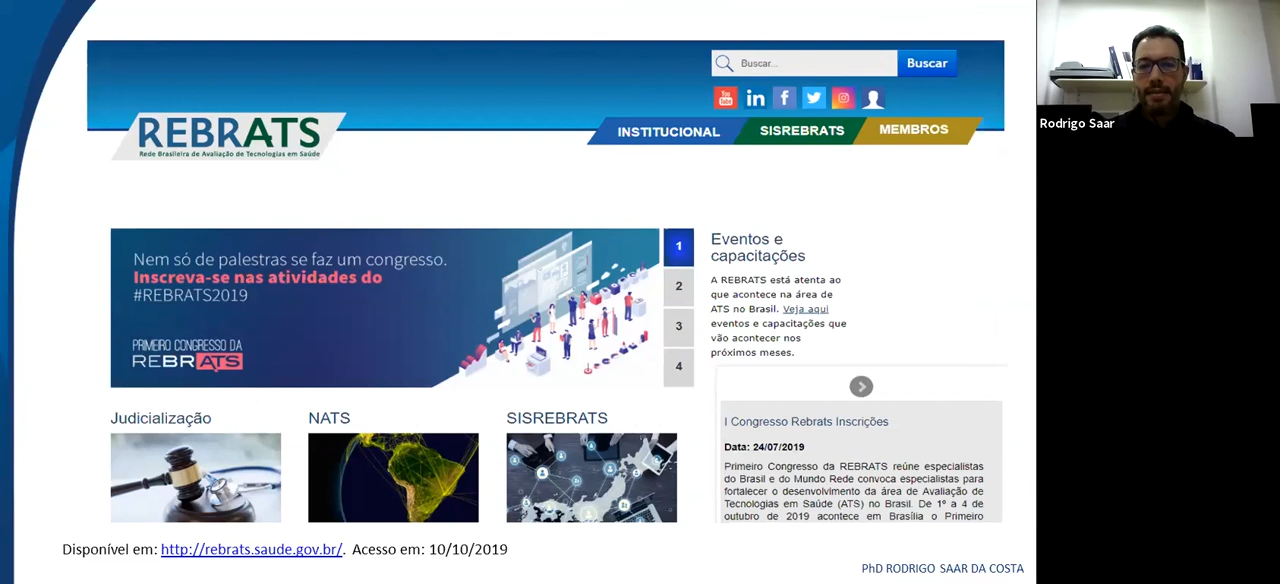 Buscar...
Buscar
INSTITUCIONAL
SISREBRATS
MEMBROS
REBRATS
Rede Brasileira de Avaliação de Tecnologias em Saúde
Nem só de palestras se faz um congresso.
Inscreva-se nas atividades do
#REBRATS2019
PRIMEIRO CONGRESSO DA
REBRATS
1
2
3
4
Eventos e
capacitações
A REBRATS está atenta ao
que acontece na área de
ATS no Brasil. Veja aqui
eventos e capacitações que
vão acontecer nos
próximos meses.
Judicialização
NATS
SISREBRATS
I Congresso Rebrats Inscrições
Data: 24/07/2019
Primeiro Congresso da REBRATS reúne especialistas
do Brasil e do Mundo Rede convoca especialistas para
fortalecer o desenvolvimento da área de Avaliação de
Tecnologias em Saúde (ATS) no Brasil. De 1º a 4 de
outubro de 2019 acontece em Brasília o Primeiro
Disponível em: http://rebrats.saude.gov.br/. Acesso em: 10/10/2019
PhD RODRIGO SAAR DA COSTA
Rodrigo Saar